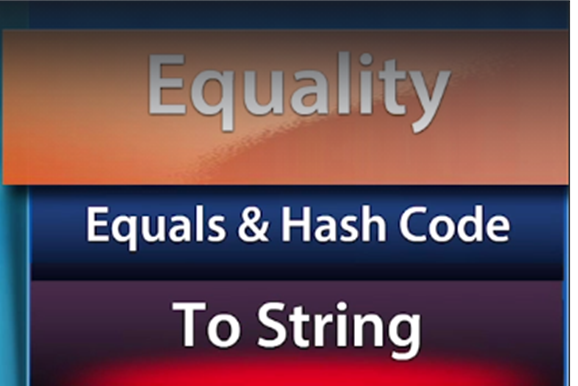 Equality
Equals & Hash Code
To String